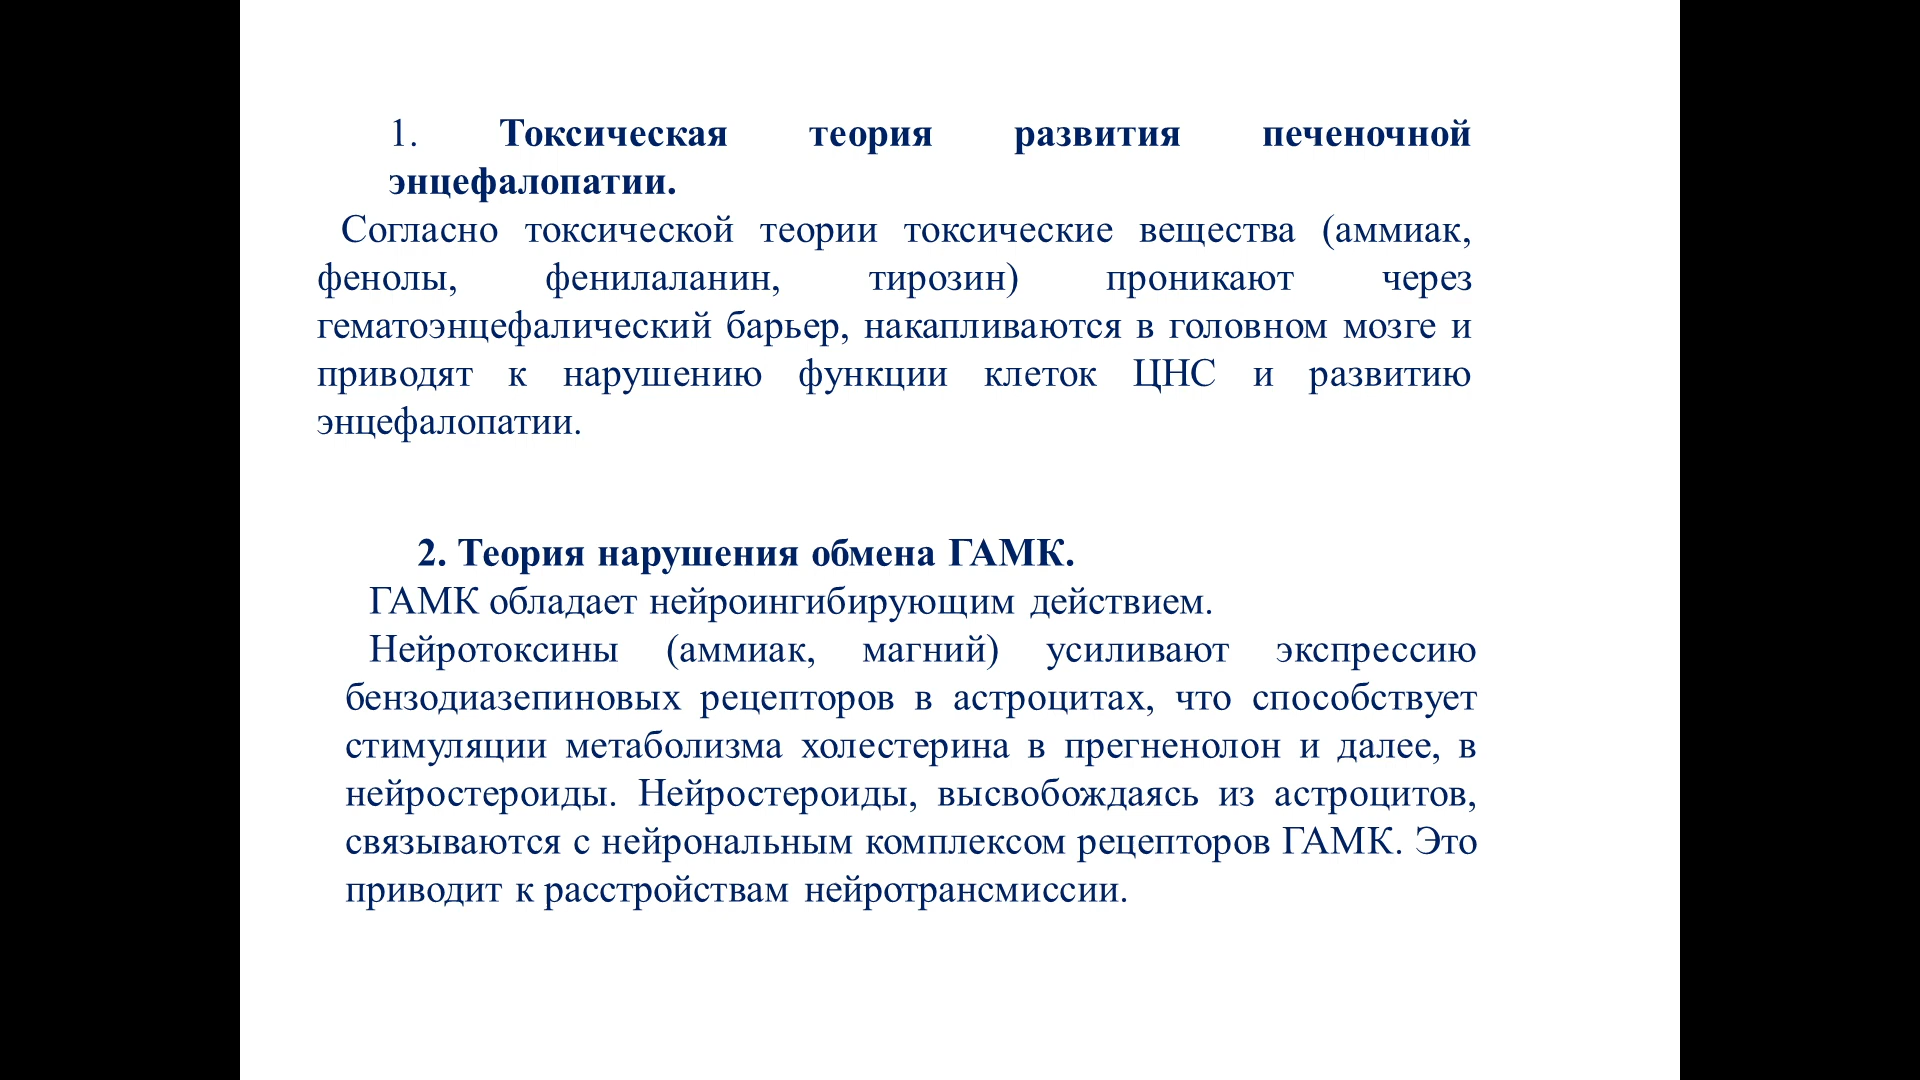 1. Токсическая теория развития печеночной
энцефалопатии.
Согласно токсической теории токсические вещества (аммиак,
фенолы, фенилаланин, тирозин) проникают через
гематоэнцефалический барьер, накапливаются в головном мозге и
приводят к нарушению функции клеток ЦНС и развитию
энцефалопатии.
2. Теория нарушения обмена ГАМК.
ГАМК обладает нейроингибирующим действием.
Нейротоксины (аммиак, магний) усиливают экспрессию
бензодиазепиновых рецепторов в астроцитах, что способствует
стимуляции метаболизма холестерина в прегненолон и далее, в
нейростероиды. Нейростероиды, высвобождаясь из астроцитов,
связываются с нейрональным комплексом рецепторов ГАМК. Это
приводит к расстройствам нейротрансмиссии.